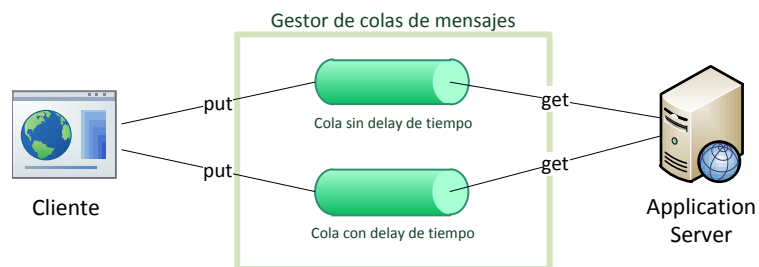 Gestor de colas de mensajes
put
get
Cola sin delay de tiempo
put
get
Cliente
Cola con delay de tiempo
Application
Server